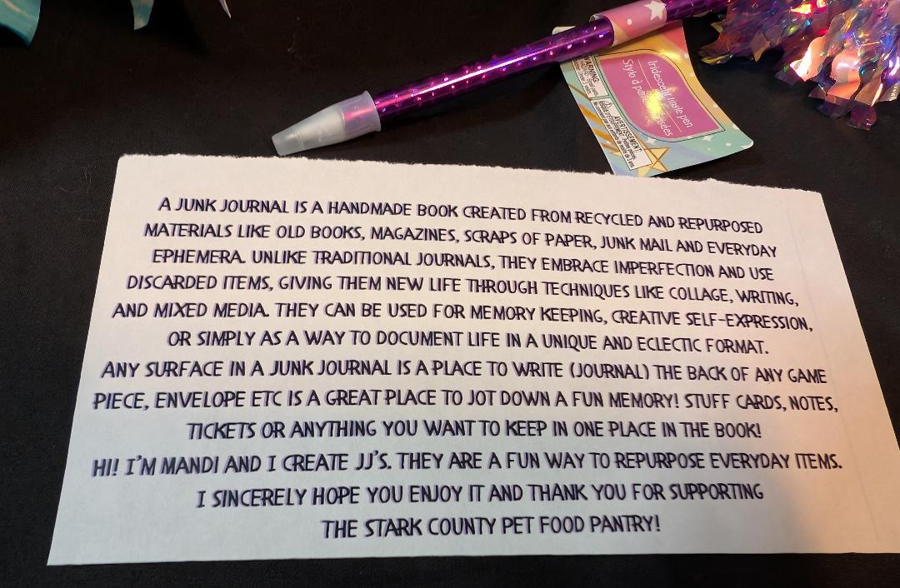 Iridescent tinsle pen
Stylo à
WARNING
AVERTISSEMENT:
A JUNK JOURNAL IS A HANDMADE BOOK CREATED FROM RECYCLED AND REPURPOSED
MATERIALS LIKE OLD BOOKS, MAGAZINES, SCRAPS OF PAPER, JUNK MAIL AND EVERYDAY
EPHEMERA. UNLIKE TRADITIONAL JOURNALS, THEY EMBRACE IMPERFECTION AND USE
DISCARDED ITEMS, GIVING THEM NEW LIFE THROUGH TECHNIQUES LIKE COLLAGE, WRITING,
AND MIXED MEDIA. THEY CAN BE USED FOR MEMORY KEEPING, CREATIVE SELF-EXPRESSION,
OR SIMPLY AS A WAY TO DOCUMENT LIFE IN A UNIQUE AND ECLECTIC FORMAT.
ANY SURFACE IN A JUNK JOURNAL IS A PLACE TO WRITE (JOURNAL) THE BACK OF ANY GAME
PIECE, ENVELOPE ETC IS A GREAT PLACE TO JOT DOWN A FUN MEMORY! STUFF CARDS, NOTES,
TICKETS OR ANYTHING YOU WANT TO KEEP IN ONE PLACE IN THE BOOK!
HI! I'M MANDI AND I CREATE JJ'S. THEY ARE A FUN WAY TO REPURPOSE EVERYDAY ITEMS.
I SINCERELY HOPE YOU ENJOY IT AND THANK YOU FOR SUPPORTING
THE STARK COUNTY PET FOOD PANTRY!